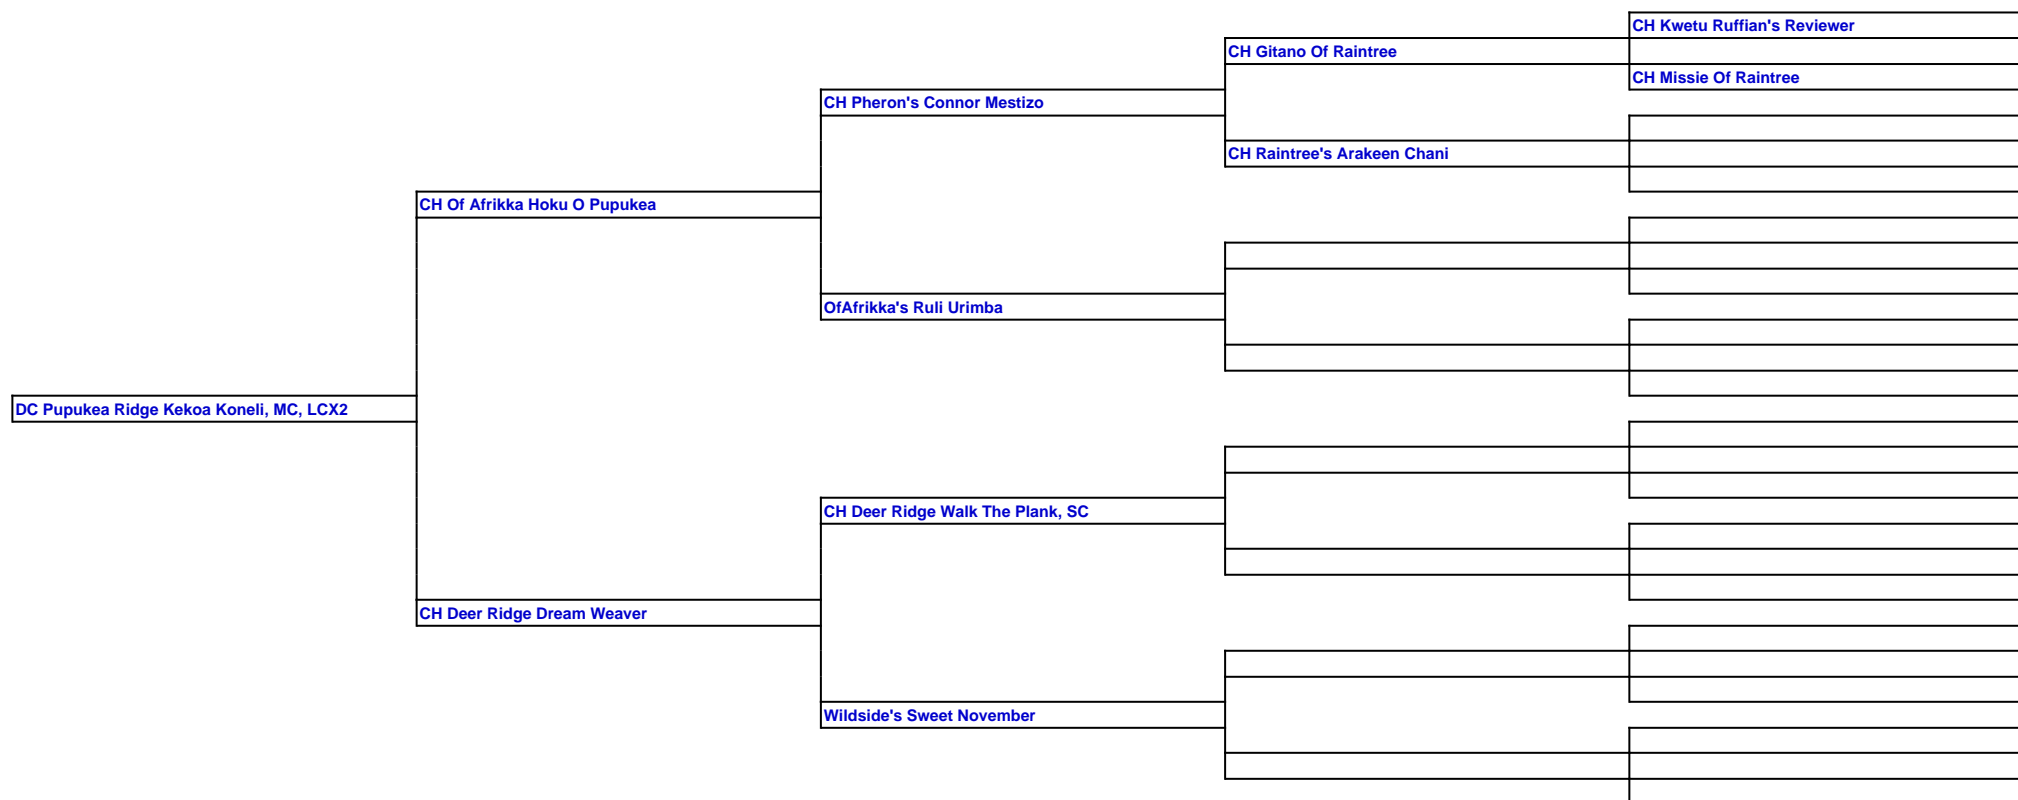 CH Kwetu Ruffian's Reviewer
CH Gitano Of Raintree
CH Missie Of Raintree
CH Pheron's Connor Mestizo
CH Raintree's Arakeen Chani
CH Of Afrikka Hoku O Pupukea
OfAfrikka's Ruli Urimba
DC Pupukea Ridge Kekoa Koneli, MC, LCX2
CH Deer Ridge Walk The Plank, SC
CH Deer Ridge Dream Weaver
Wildside's Sweet November